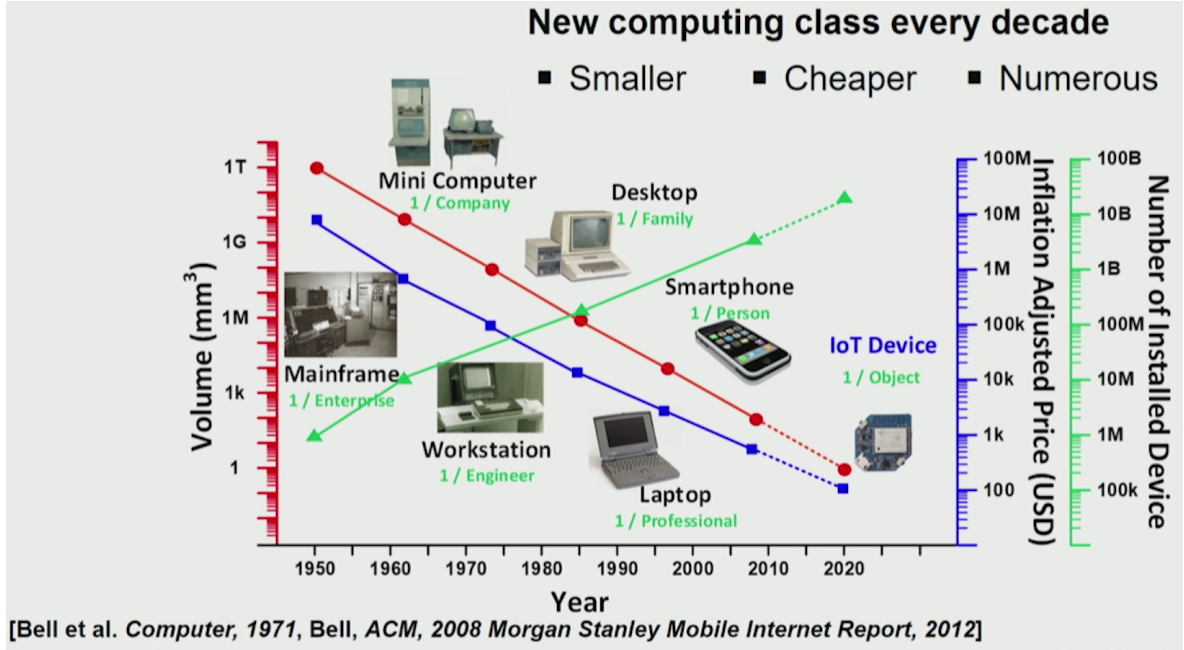 New computing class every decade
▪ Smaller ▪ Cheaper ▪ Numerous
Mini Computer
1 / Company
Desktop
1 / Family
Smartphone
1 / Person
IoT Device
1 / Object
Mainframe
1 / Enterprise
Workstation
1 / Engineer
Laptop
1 / Professional
Volume (mm³)
1T
1G
1M
1k
1
100M
10M
1M
100k
10k
1k
100
Inflation Adjusted Price (USD)
100B
10B
1B
100M
10M
1M
100k
Number of Installed Device
1950 1960 1970 1980 1990 2000 2010 2020
Year
[Bell et al. Computer, 1971, Bell, ACM, 2008 Morgan Stanley Mobile Internet Report, 2012]